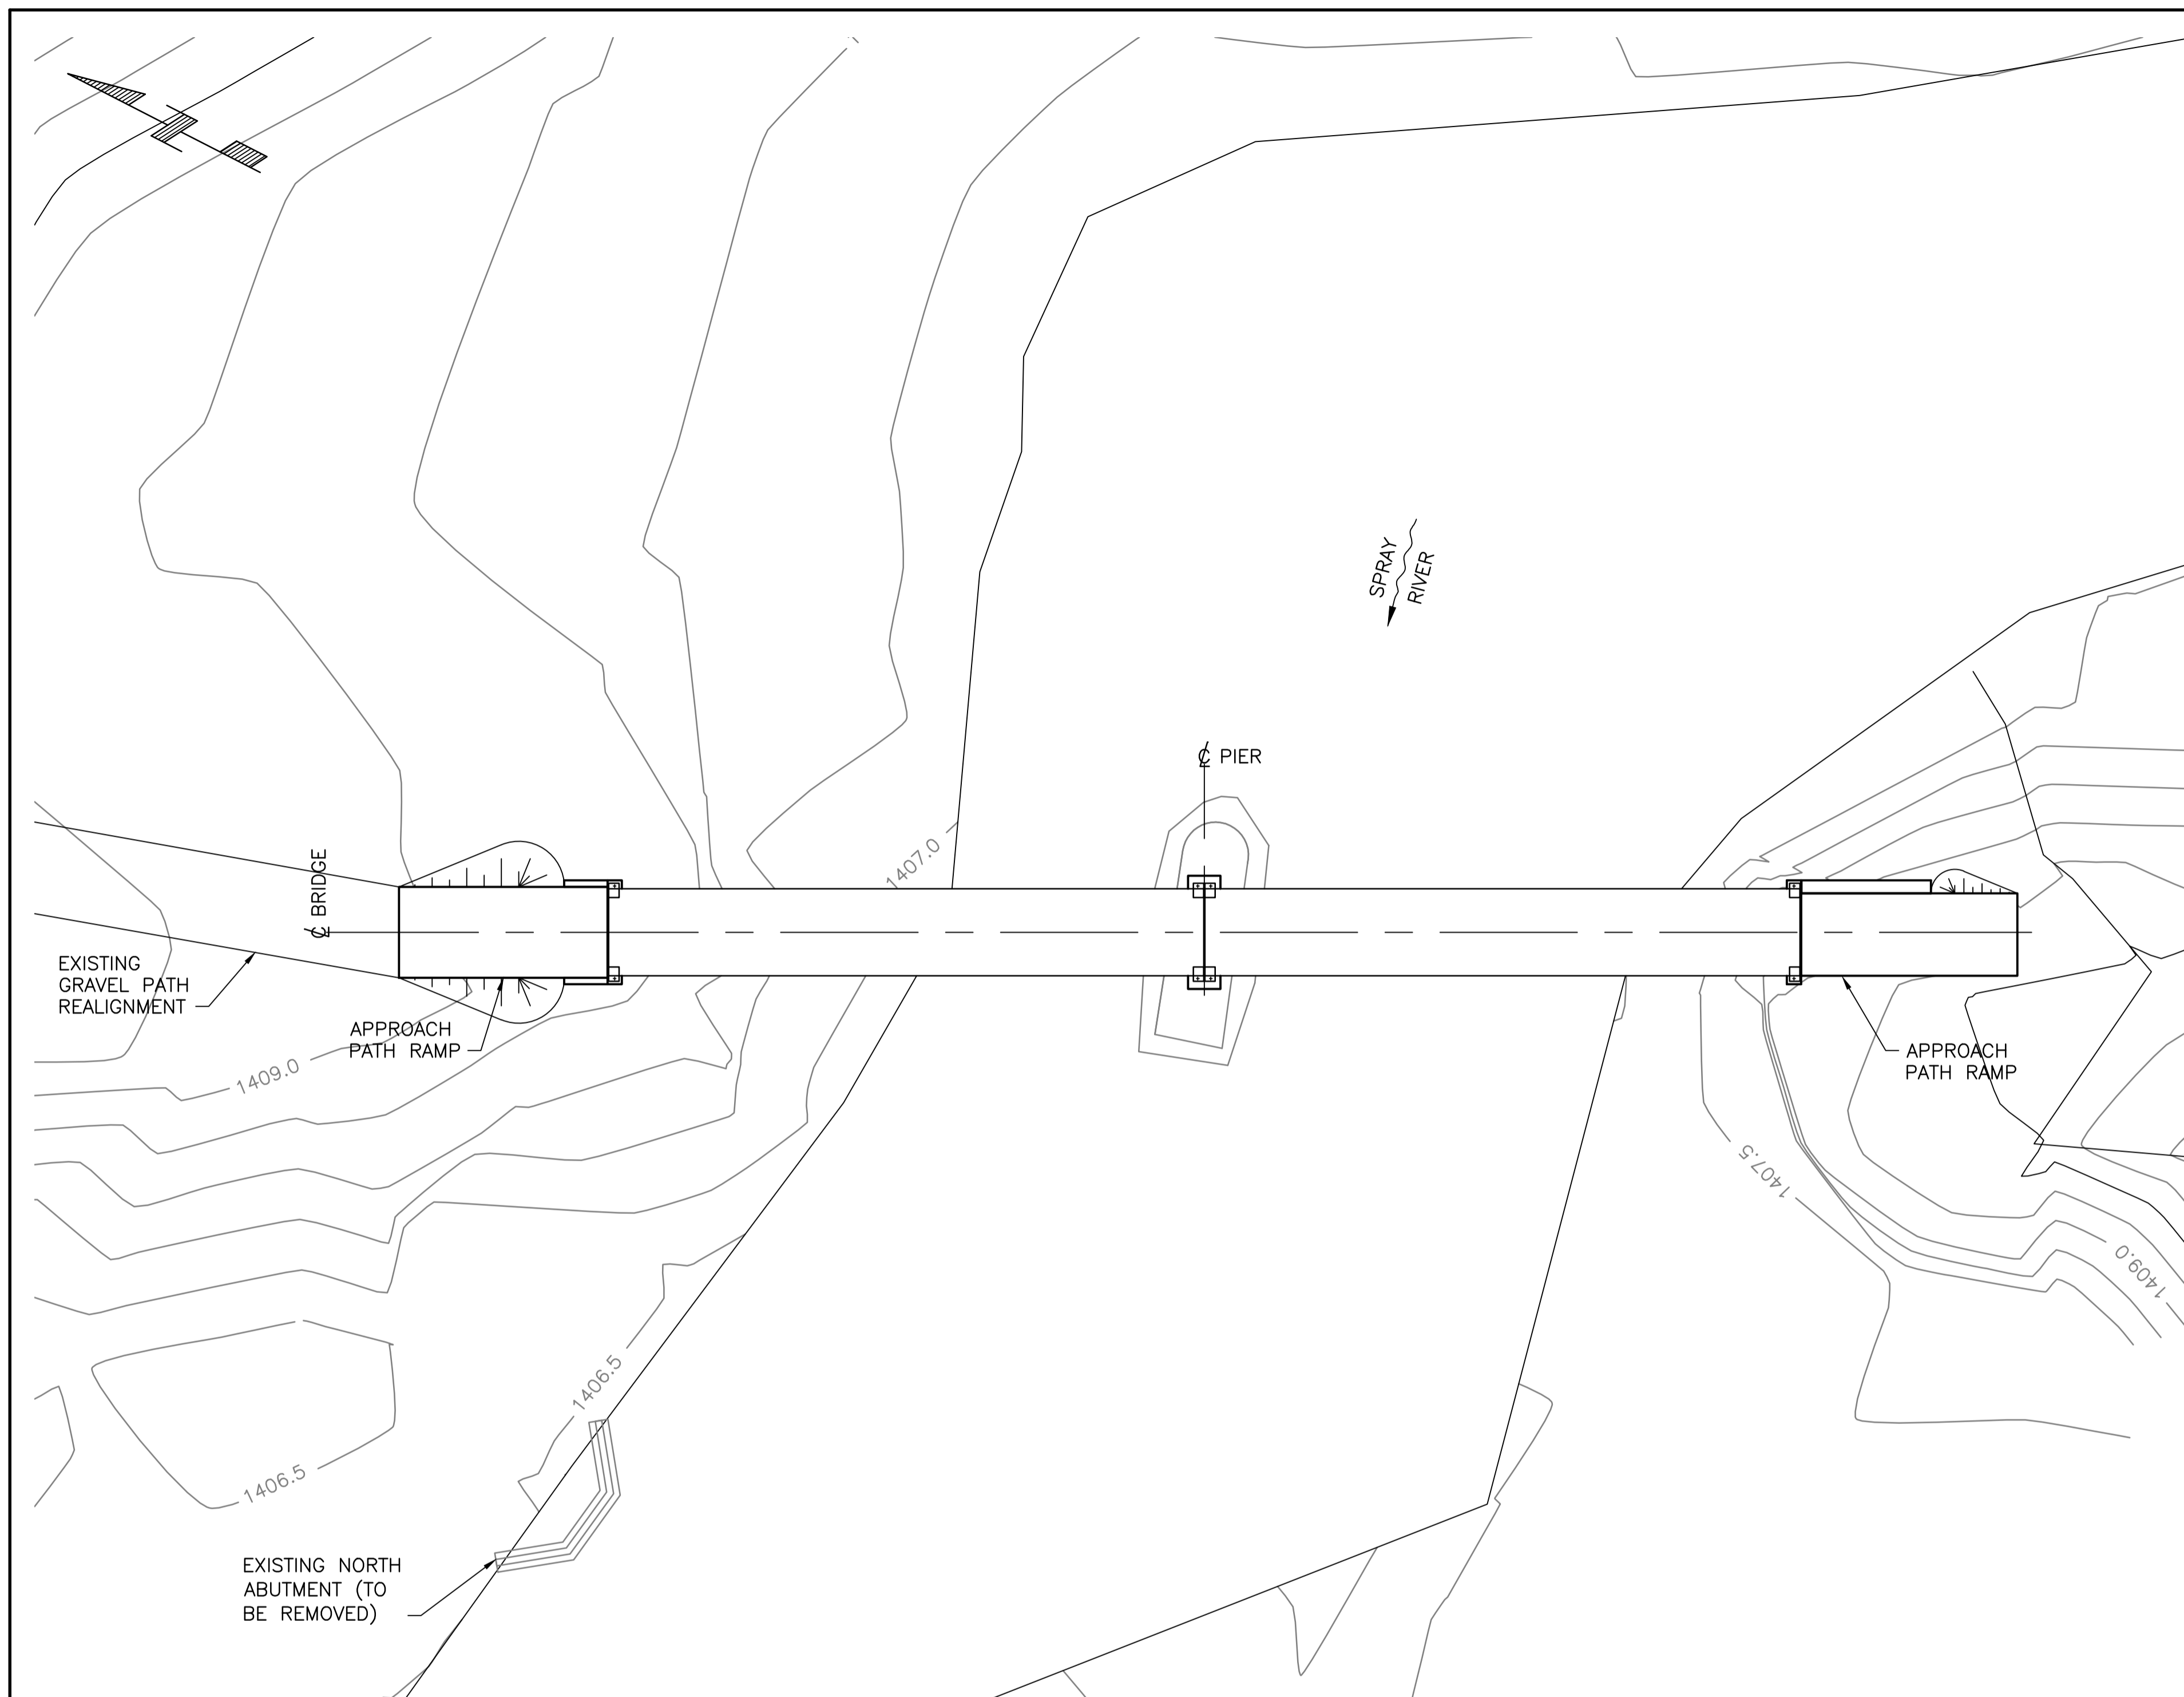 SPRAY
RIVER
℄ PIER
1407.0
℄ BRIDGE
EXISTING
GRAVEL PATH
REALIGNMENT
APPROACH
PATH RAMP
1409.0
APPROACH
PATH RAMP
1407.5
1409.0
1406.5
1406.5
EXISTING NORTH
ABUTMENT (TO
BE REMOVED)